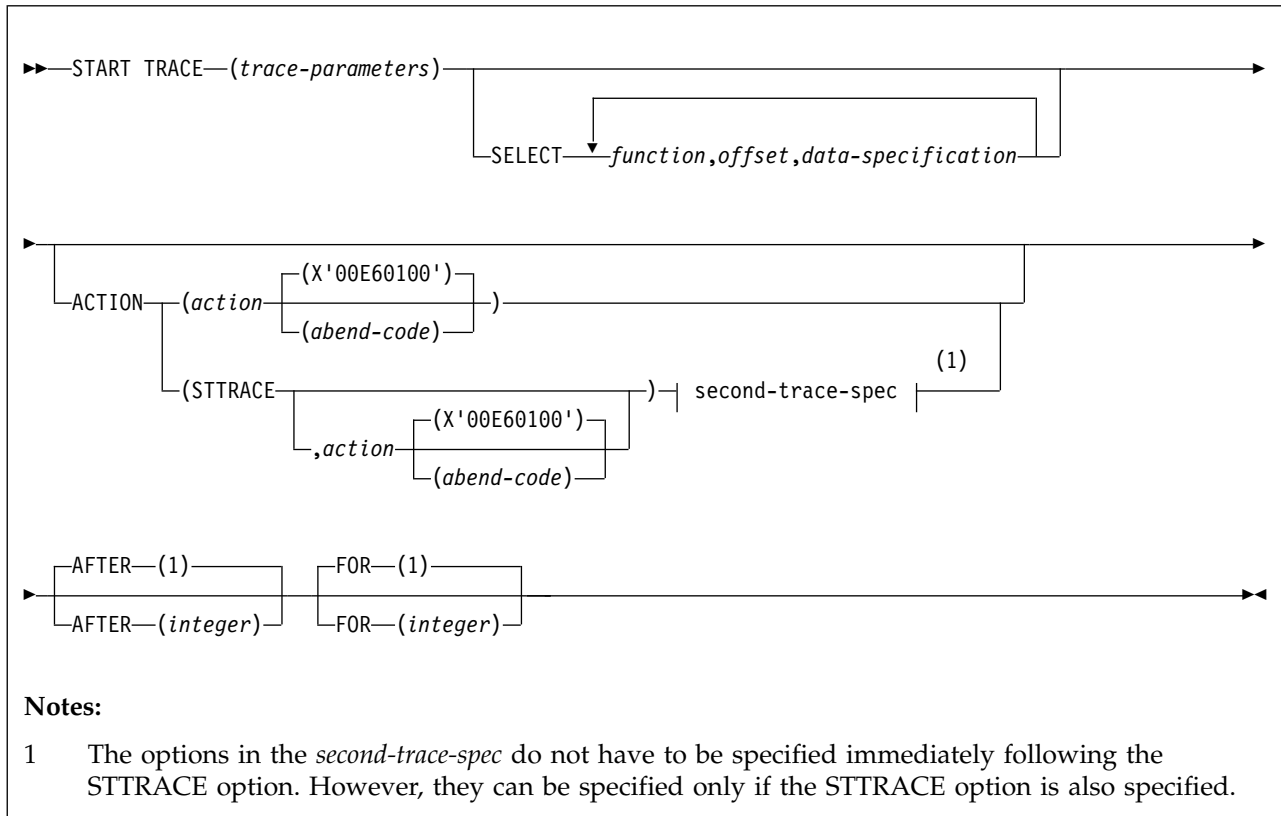 START TRACE (trace-parameters)
SELECT function,offset,data-specification
ACTION (action (X'00E60100') )
(abend-code)
(STTRACE ) second-trace-spec (1)
,action (X'00E60100')
(abend-code)
AFTER (1) FOR (1)
AFTER (integer) FOR (integer)
Notes:
1 The options in the second-trace-spec do not have to be specified immediately following the
STTRACE option. However, they can be specified only if the STTRACE option is also specified.